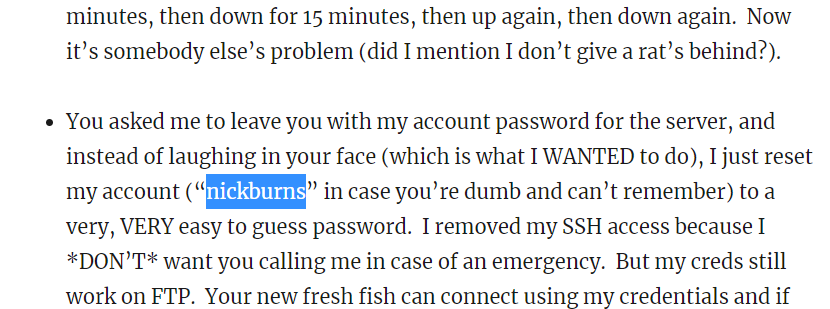 minutes, then down for 15 minutes, then up again, then down again.  Now
it’s somebody else’s problem (did I mention I don’t give a rat’s behind?).
• You asked me to leave you with my account password for the server, and
instead of laughing in your face (which is what I WANTED to do), I just reset
my account (“nickburns” in case you’re dumb and can’t remember) to a
very, VERY easy to guess password.  I removed my SSH access because I
*DON’T* want you calling me in case of an emergency.  But my creds still
work on FTP.  Your new fresh fish can connect using my credentials and if